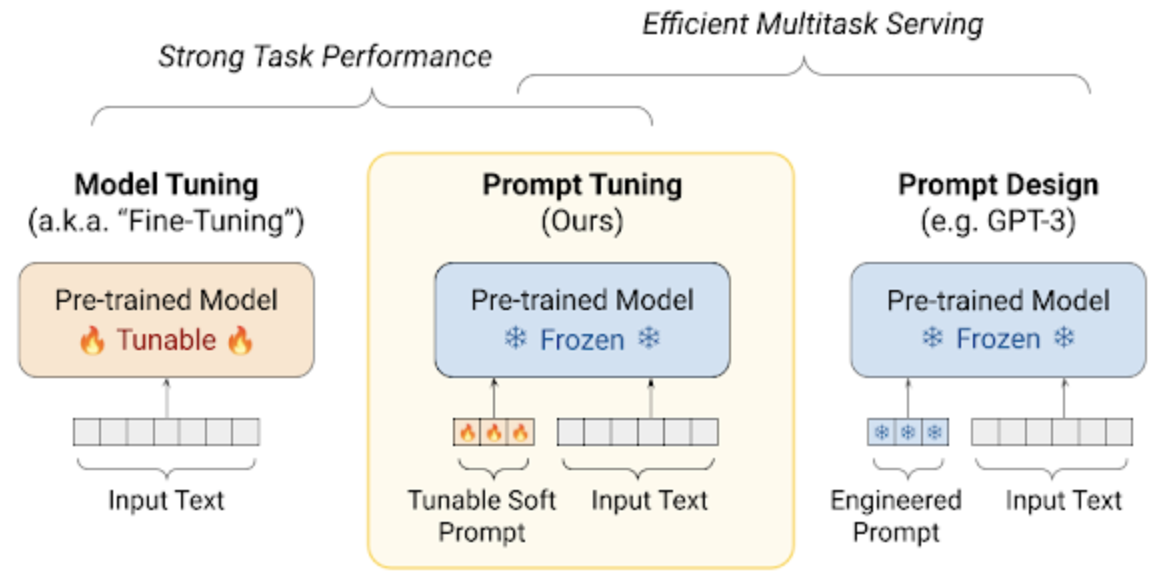 Efficient Multitask Serving
Strong Task Performance
Model Tuning
(a.k.a. “Fine-Tuning”)
Pre-trained Model
🔥 Tunable 🔥
Input Text
Prompt Tuning
(Ours)
Pre-trained Model
❄ Frozen ❄
Tunable Soft
Prompt
Input Text
Prompt Design
(e.g. GPT-3)
Pre-trained Model
❄ Frozen ❄
Engineered
Prompt
Input Text